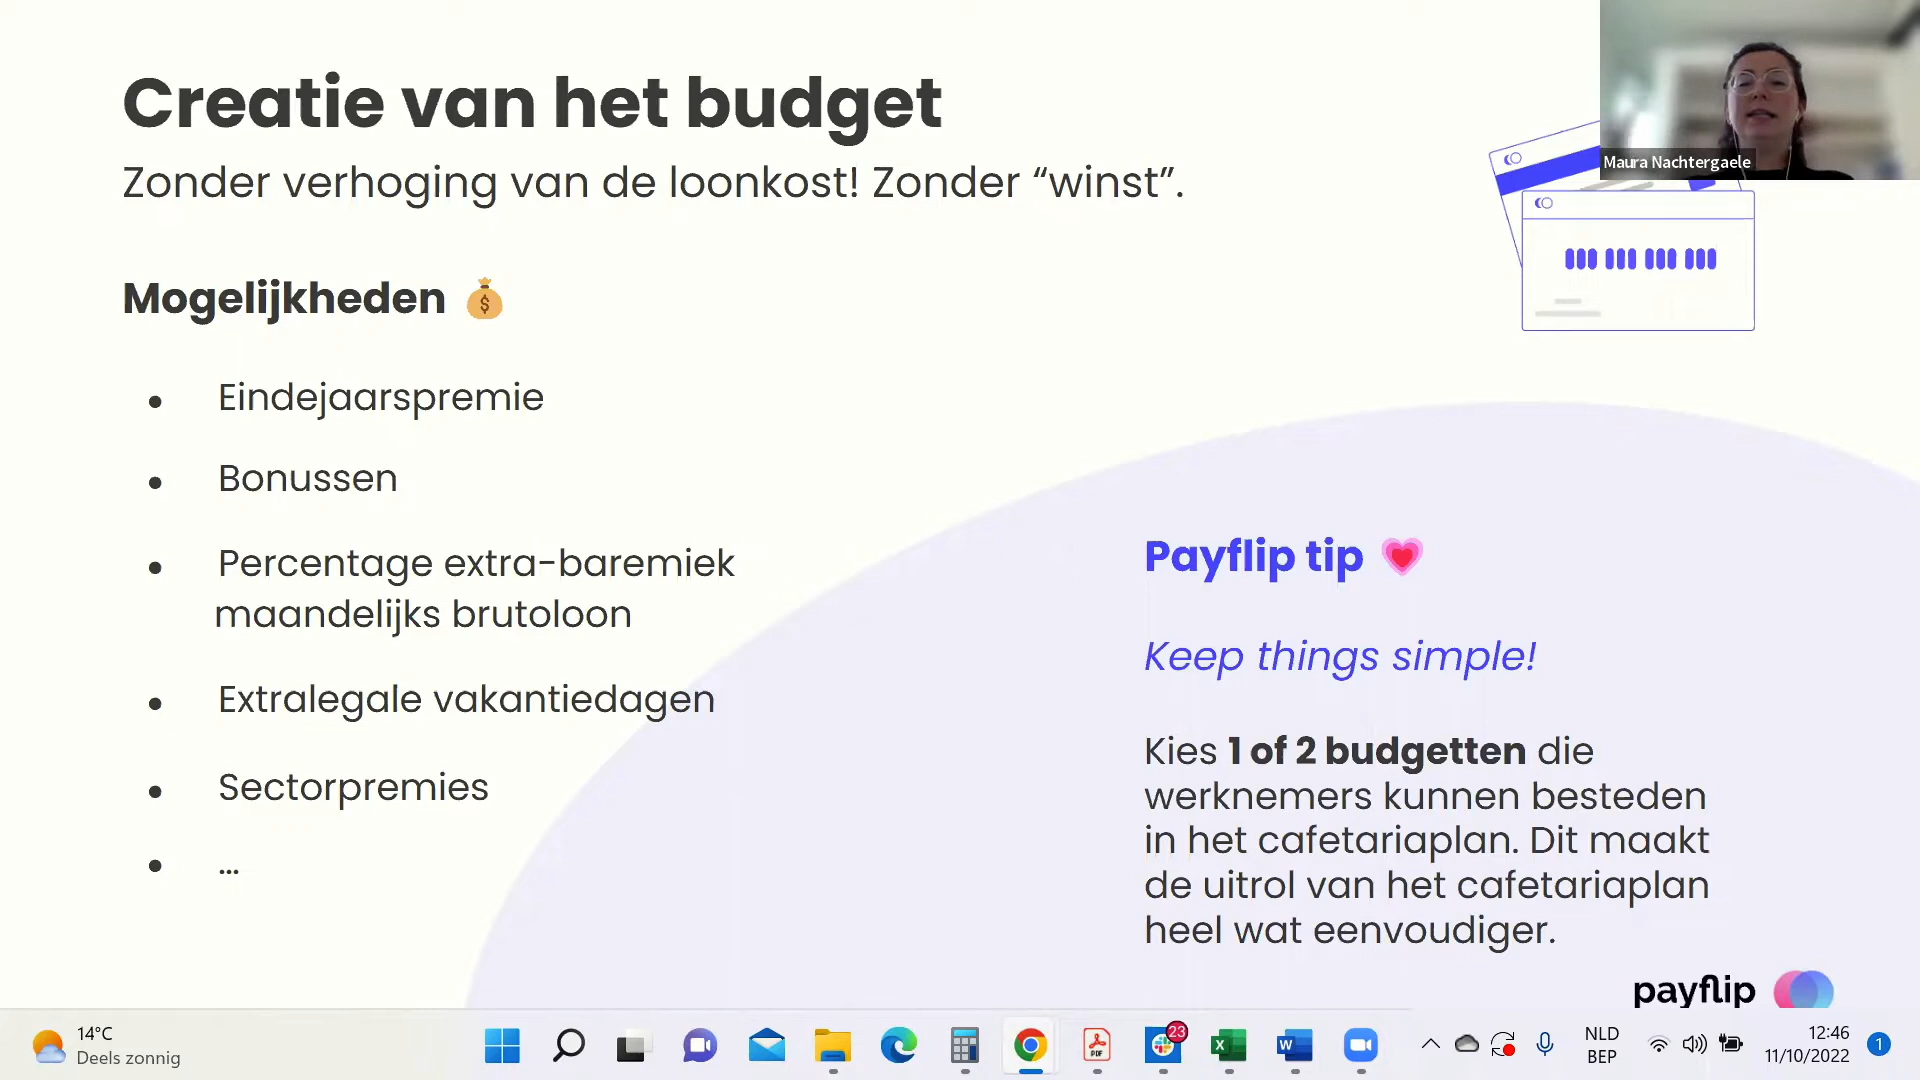 Creatie van het budget
Zonder verhoging van de loonkost! Zonder “winst”.
Maura Nachtergaele
Mogelijkheden
Eindejaarspremie
Bonussen
Percentage extra-baremiek
maandelijks brutoloon
Extralegale vakantiedagen
Sectorpremies
...
Payflip tip
Keep things simple!
Kies 1 of 2 budgetten die
werknemers kunnen besteden
in het cafetariaplan. Dit maakt
de uitrol van het cafetariaplan
heel wat eenvoudiger.
payflip
14°C
Deels zonnig
PDF
23
NLD
BEP
12:46
11/10/2022
1